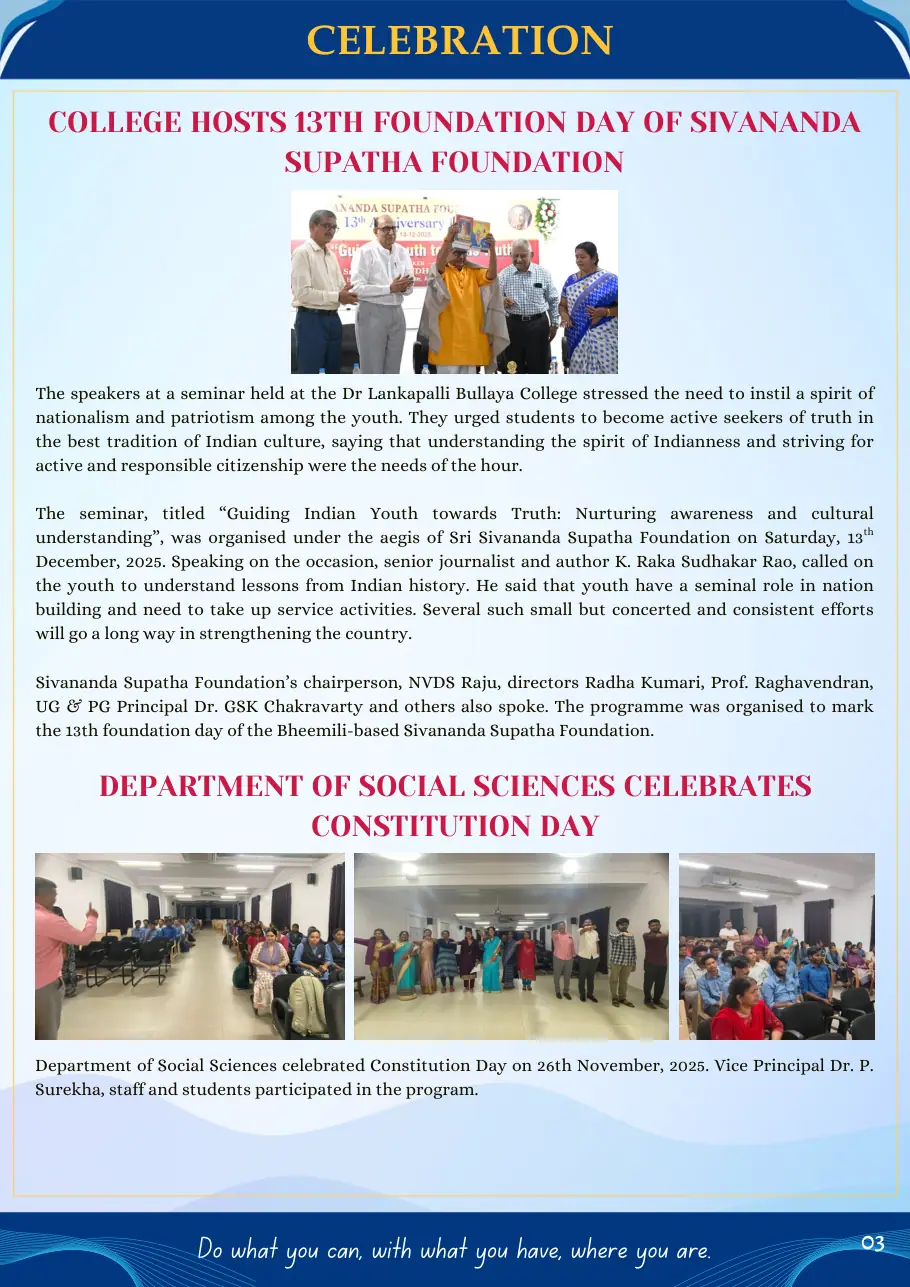 CELEBRATION
COLLEGE HOSTS 13TH FOUNDATION DAY OF SIVANANDA
SUPATHA FOUNDATION
ANANDA SUPATHA FOU
13th Anniversary
The speakers at a seminar held at the Dr Lankapalli Bullaya College stressed the need to instil a spirit of
nationalism and patriotism among the youth. They urged students to become active seekers of truth in
the best tradition of Indian culture, saying that understanding the spirit of Indianness and striving for
active and responsible citizenship were the needs of the hour.
The seminar, titled “Guiding Indian Youth towards Truth: Nurturing awareness and cultural
understanding”, was organised under the aegis of Sri Sivananda Supatha Foundation on Saturday, 13th
December, 2025. Speaking on the occasion, senior journalist and author K. Raka Sudhakar Rao, called on
the youth to understand lessons from Indian history. He said that youth have a seminal role in nation
building and need to take up service activities. Several such small but concerted and consistent efforts
will go a long way in strengthening the country.
Sivananda Supatha Foundation’s chairperson, NVDS Raju, directors Radha Kumari, Prof. Raghavendran,
UG & PG Principal Dr. GSK Chakravarty and others also spoke. The programme was organised to mark
the 13th foundation day of the Bheemili-based Sivananda Supatha Foundation.
DEPARTMENT OF SOCIAL SCIENCES CELEBRATES
CONSTITUTION DAY
Department of Social Sciences celebrated Constitution Day on 26th November, 2025. Vice Principal Dr. P.
Surekha, staff and students participated in the program.
Do what you can, with what you have, where you are.
03